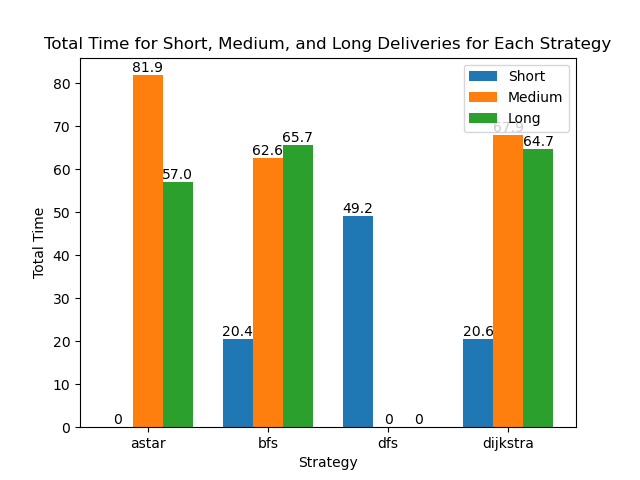 Total Time for Short, Medium, and Long Deliveries for Each Strategy
Total Time
80
70
60
50
40
30
20
10
0
Short
Medium
Long
0
81.9
57.0
20.4
62.6
65.7
49.2
0
0
20.6
67.9
64.7
astar
bfs
dfs
dijkstra
Strategy